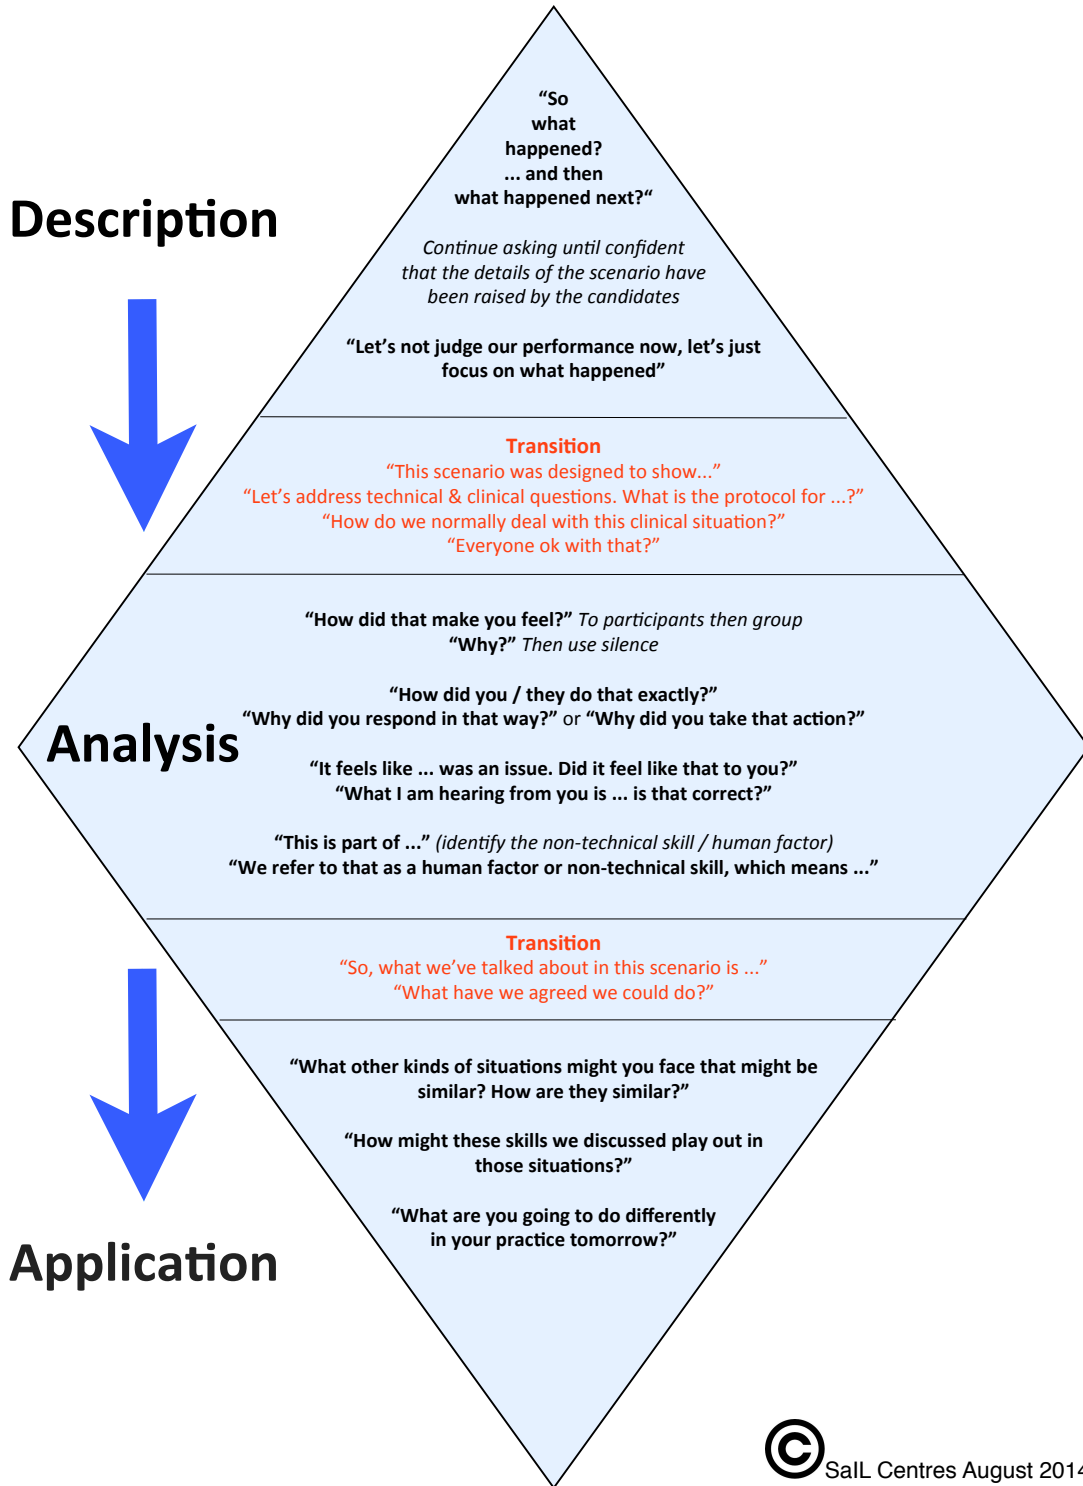 “So
what
happened?
... and then
what happened next?“
Description
Continue asking until confident
that the details of the scenario have
been raised by the candidates
“Let’s not judge our performance now, let’s just
focus on what happened”
Transition
“This scenario was designed to show...”
“Let’s address technical & clinical questions. What is the protocol for ...?”
“How do we normally deal with this clinical situation?”
“Everyone ok with that?”
“How did that make you feel?” To participants then group
“Why?” Then use silence
“How did you / they do that exactly?”
“Why did you respond in that way?” or “Why did you take that action?”
Analysis
“It feels like ... was an issue. Did it feel like that to you?”
“What I am hearing from you is ... is that correct?”
“This is part of ...” (identify the non-technical skill / human factor)
“We refer to that as a human factor or non-technical skill, which means ...”
Transition
“So, what we’ve talked about in this scenario is ...”
“What have we agreed we could do?”
“What other kinds of situations might you face that might be
similar? How are they similar?”
“How might these skills we discussed play out in
those situations?”
“What are you going to do differently
in your practice tomorrow?”
Application
© SaIL Centres August 2014